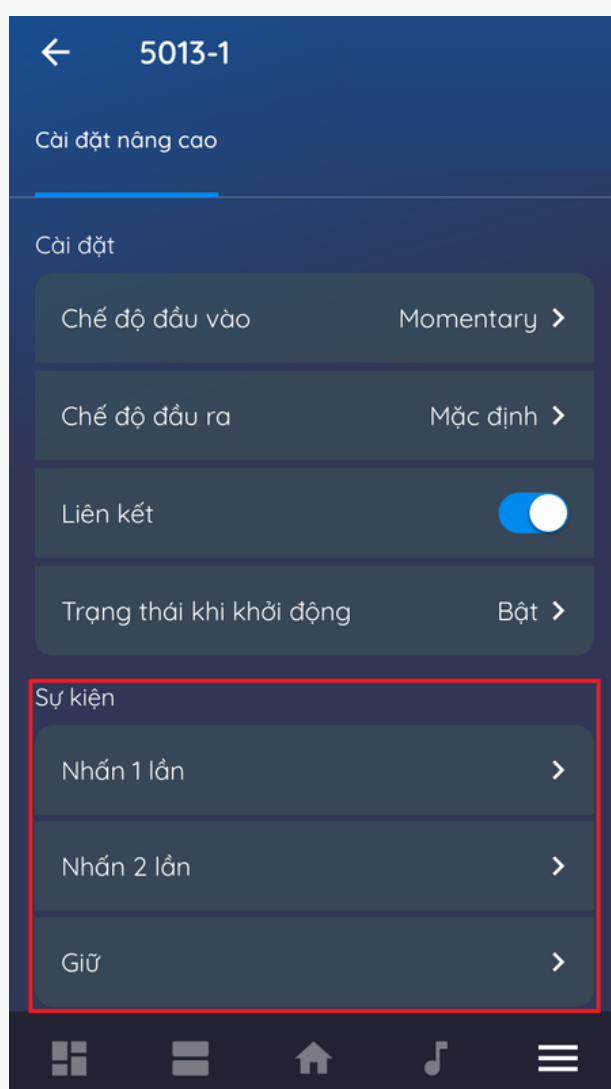 5013-1
Cài đặt nâng cao
Cài đặt
Chế độ đầu vào Momentary
Chế độ đầu ra Mặc định
Liên kết
Trạng thái khi khởi động Bật
Sự kiện
Nhấn 1 lần
Nhấn 2 lần
Giữ